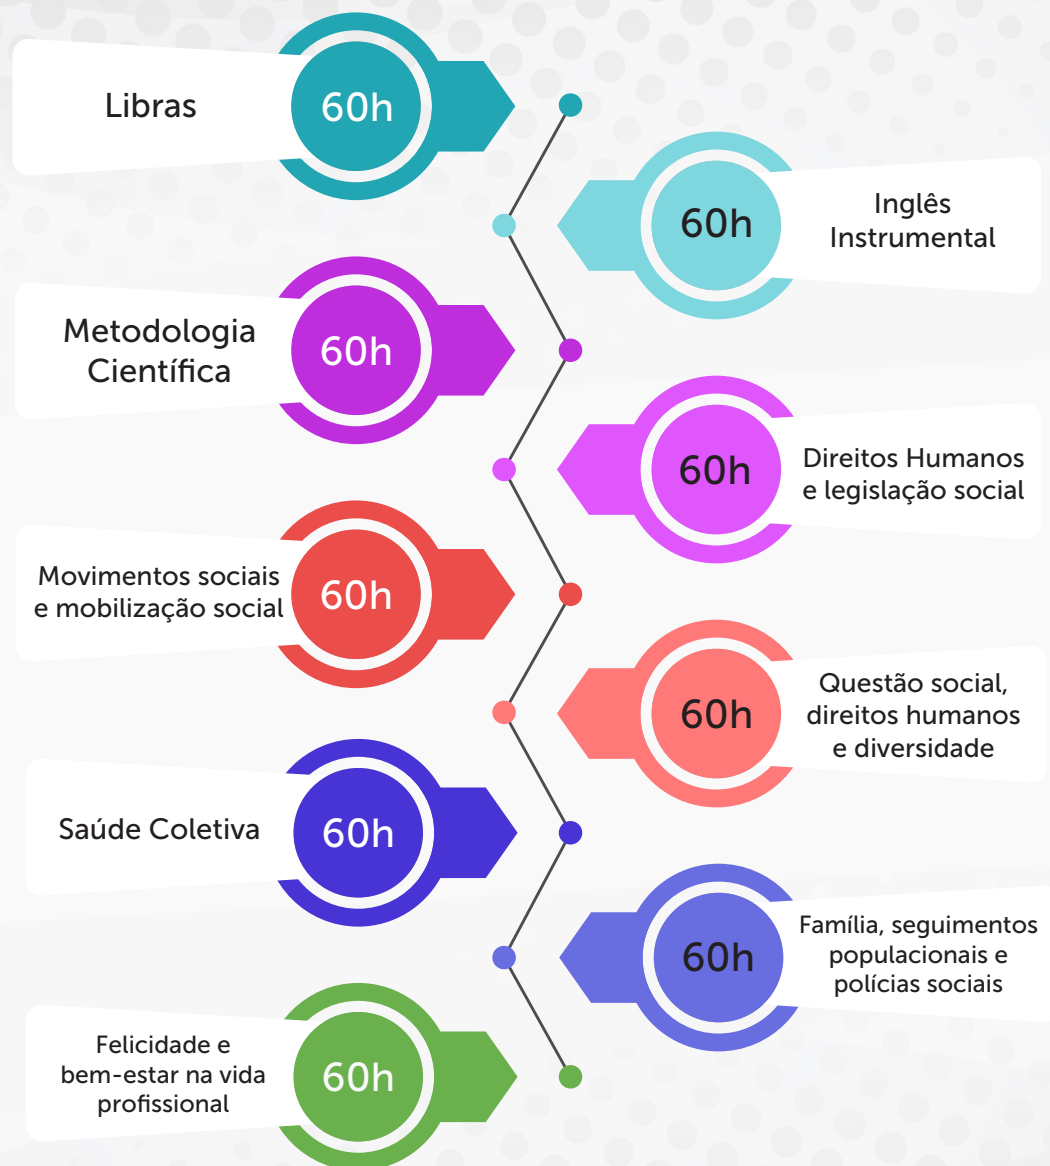 Libras
60h
60h
Inglês
Instrumental
Metodologia
Científica
60h
60h
Direitos Humanos
e legislação social
Movimentos sociais
e mobilização social
60h
60h
Questão social,
direitos humanos
e diversidade
Saúde Coletiva
60h
60h
Família, seguimentos
populacionais e
polícias sociais
Felicidade e
bem-estar na vida
profissional
60h